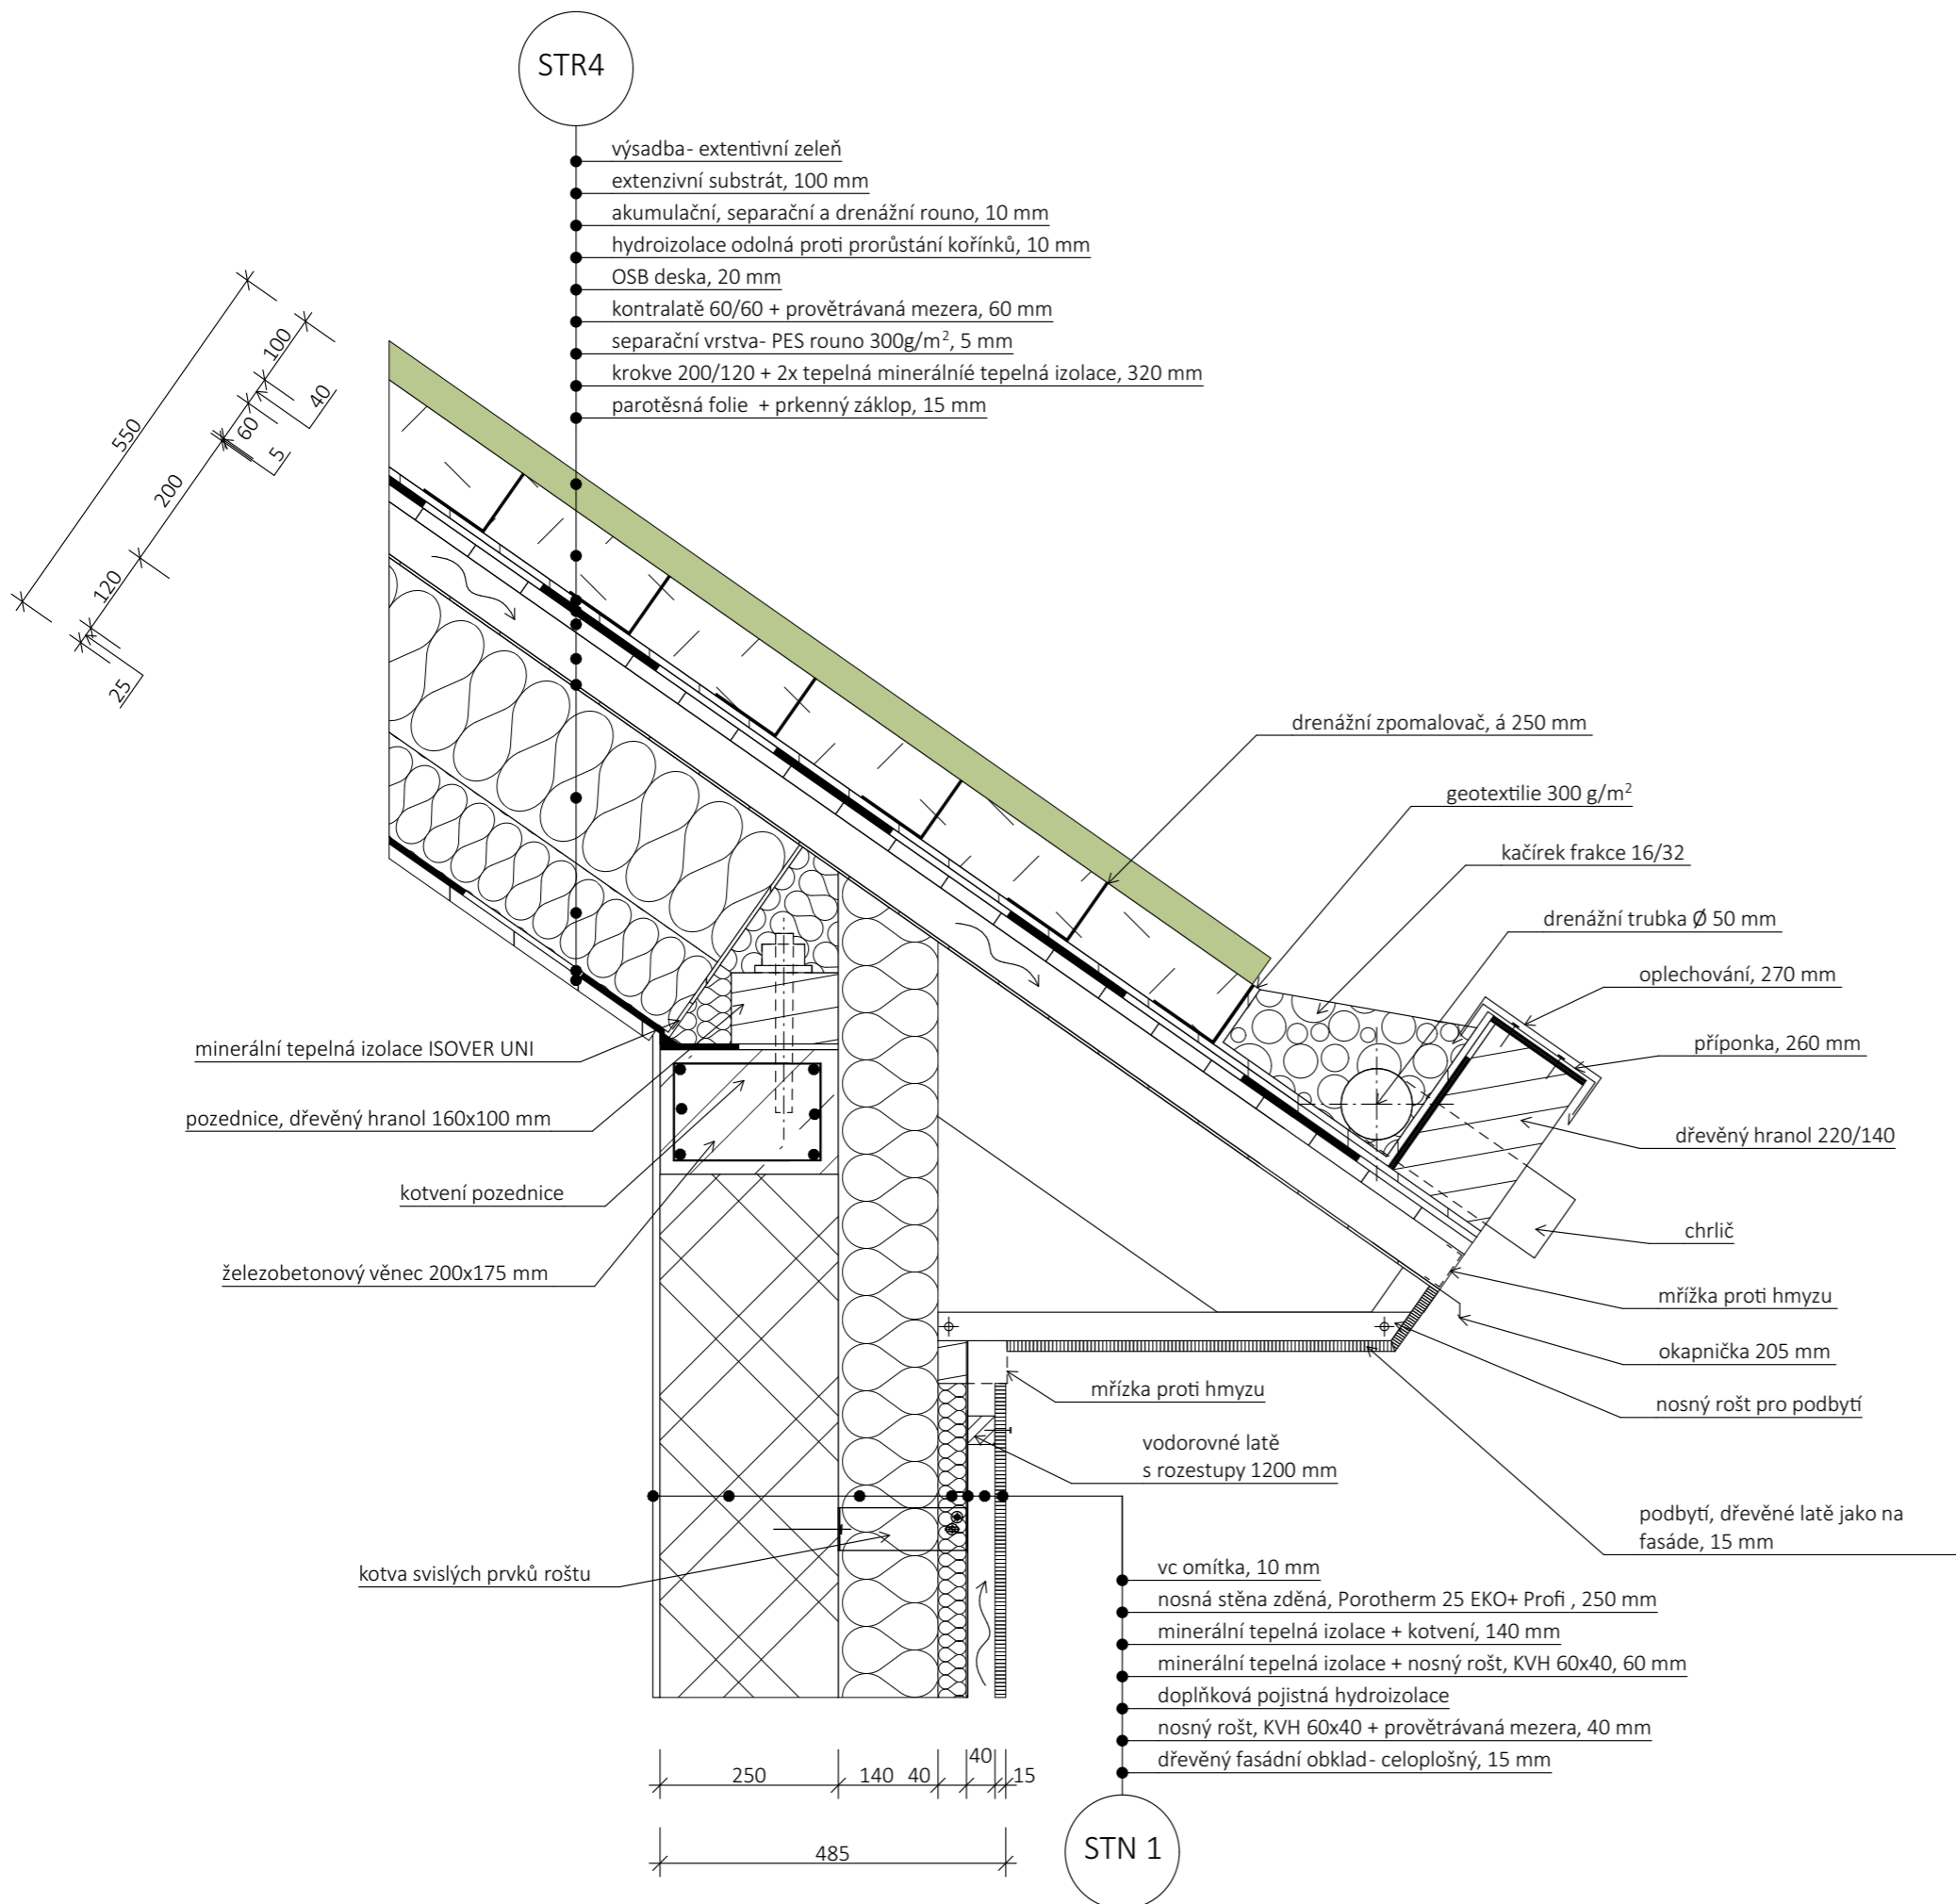 STR4
výsadba- extentivní zeleň
extenzivní substrát, 100 mm
akumulační, separační a drenážní rouno, 10 mm
hydroizolace odolná proti prorůstání kořínků, 10 mm
OSB deska, 20 mm
kontralatě 60/60 + provětrávaná mezera, 60 mm
separační vrstva- PES rouno 300g/m², 5 mm
krokve 200/120 + 2x tepelná minerálníé tepelná izolace, 320 mm
parotěsná folie + prkenný záklop, 15 mm
550
100
40
60
5
200
120
25
drenážní zpomalovač, á 250 mm
geotextilie 300 g/m²
kačírek frakce 16/32
drenážní trubka Ø 50 mm
oplechování, 270 mm
příponka, 260 mm
dřevěný hranol 220/140
chrlič
mřížka proti hmyzu
okapnička 205 mm
nosný rošt pro podbytí
podbytí, dřevěné latě jako na
fasáde, 15 mm
minerální tepelná izolace ISOVER UNI
pozednice, dřevěný hranol 160x100 mm
kotvení pozednice
železobetonový věnec 200x175 mm
mřízka proti hmyzu
vodorovné latě
s rozestupy 1200 mm
kotva svislých prvků roštu
vc omítka, 10 mm
nosná stěna zděná, Porotherm 25 EKO+ Profi , 250 mm
minerální tepelná izolace + kotvení, 140 mm
minerální tepelná izolace + nosný rošt, KVH 60x40, 60 mm
doplňková pojistná hydroizolace
nosný rošt, KVH 60x40 + provětrávaná mezera, 40 mm
dřevěný fasádní obklad- celoplošný, 15 mm
STN 1
250
140
40
40
15
485